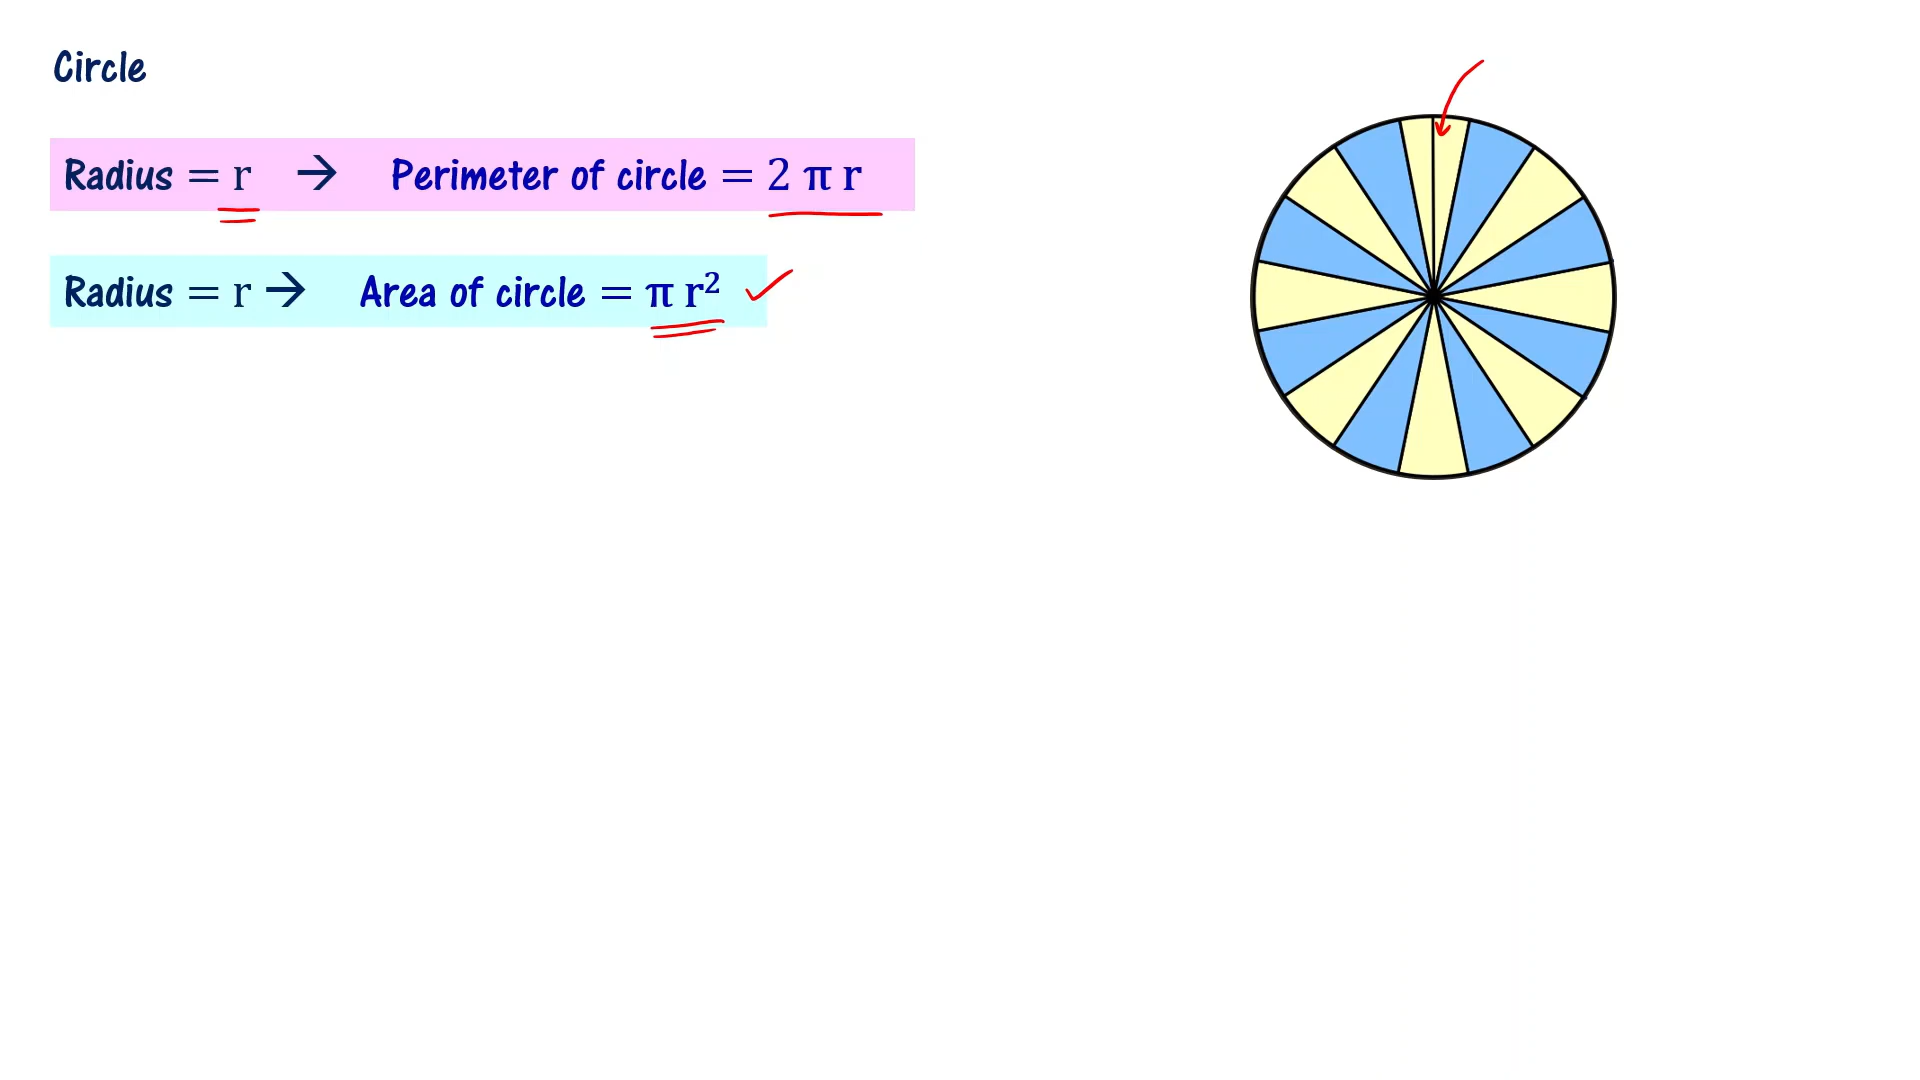 Circle
Radius = r → Perimeter of circle = 2 π r
Radius = r → Area of circle = π r²